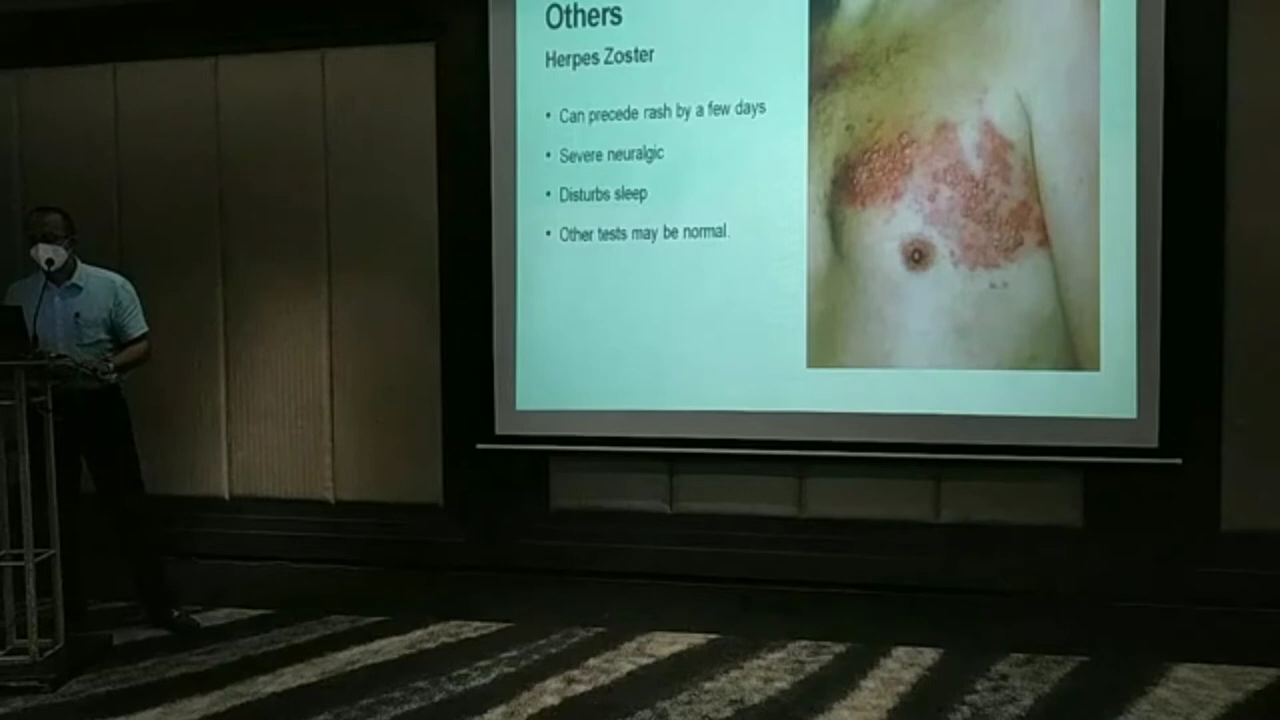 Others
Herpes Zoster
• Can precede rash by a few days
• Severe neuralgic
• Disturbs sleep
• Other tests may be normal.